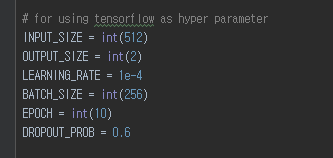 # for using tensorflow as hyper parameter
INPUT_SIZE = int(512)
OUTPUT_SIZE = int(2)
LEARNING_RATE = 1e-4
BATCH_SIZE = int(256)
EPOCH = int(10)
DROPOUT_PROB = 0.6